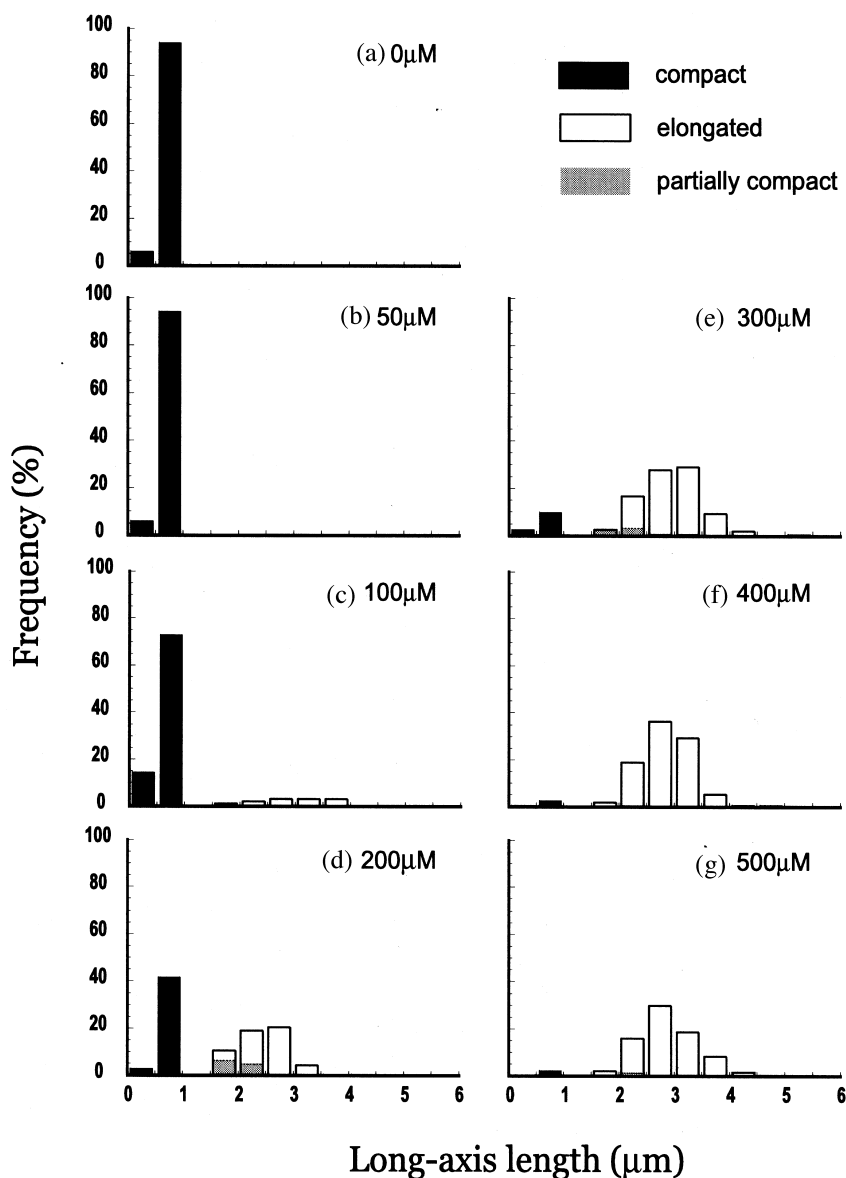 Frequency (%)
100
80
60
40
20
0
(a) 0μM
compact
elongated
partially compact
100
80
60
40
20
0
(b) 50μM
(e) 300μM
100
80
60
40
20
0
(c) 100μM
(f) 400μM
100
80
60
40
20
0
(d) 200μM
(g) 500μM
0 1 2 3 4 5 6
0 1 2 3 4 5 6
Long-axis length (μm)